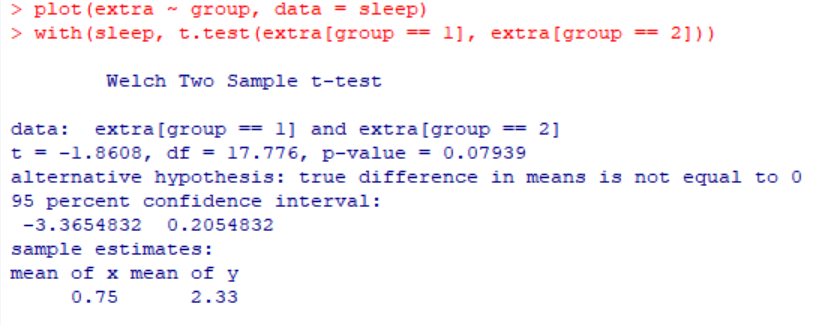 > plot(extra ~ group, data = sleep)
> with(sleep, t.test(extra[group == 1], extra[group == 2]))
Welch Two Sample t-test
data:  extra[group == 1] and extra[group == 2]
t = -1.8608, df = 17.776, p-value = 0.07939
alternative hypothesis: true difference in means is not equal to 0
95 percent confidence interval:
-3.3654832  0.2054832
sample estimates:
mean of x mean of y
0.75      2.33